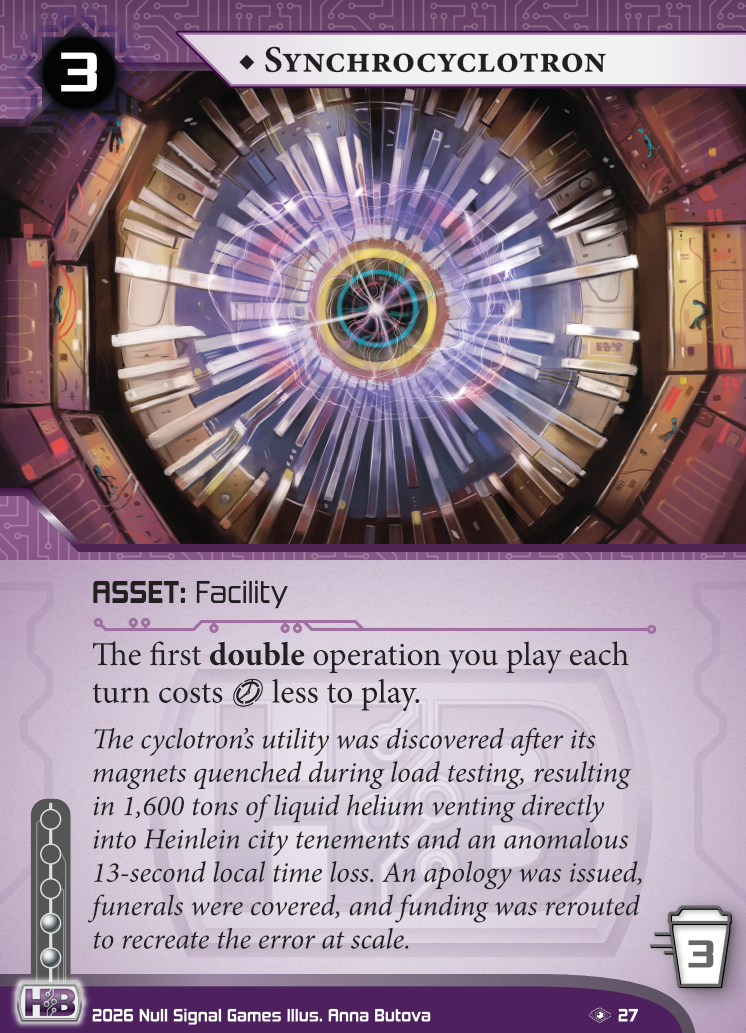 3
◆ Synchrocyclotron
ASSET: Facility
The first double operation you play each
turn costs less to play.
The cyclotron's utility was discovered after its
magnets quenched during load testing, resulting
in 1,600 tons of liquid helium venting directly
into Heinlein city tenements and an anomalous
13-second local time loss. An apology was issued,
funerals were covered, and funding was rerouted
to recreate the error at scale.
3
HB
2026 Null Signal Games Illus. Anna Butova
27